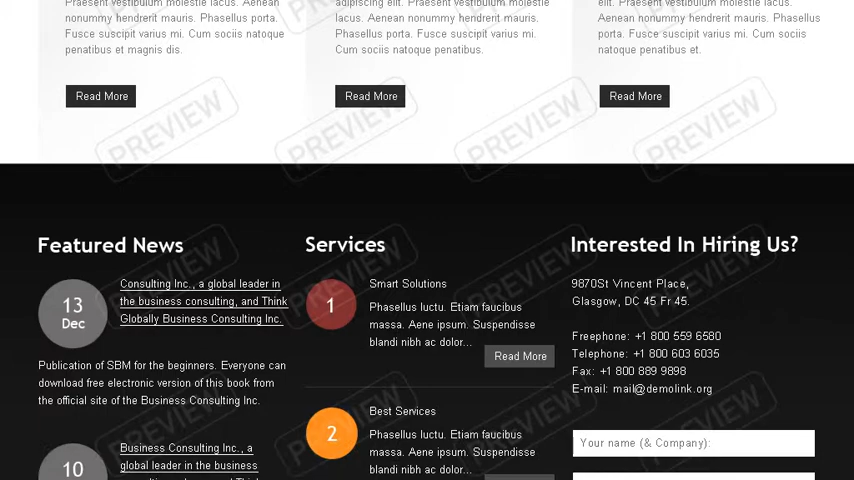 Praesent vestibulum molestie lacus. Aenean
nonummy hendrerit mauris. Phasellus porta.
Fusce suscipit varius mi. Cum sociis natoque
penatibus et magnis dis.
Read More
adipiscing elit. Praesent vestibulum molestie
lacus. Aenean nonummy hendrerit mauris.
Phasellus porta. Fusce suscipit varius mi. Cum
sociis natoque penatibus.
Read More
elit. Praesent vestibulum molestie lacus.
Aenean nonummy hendrerit mauris. Phasellus
porta. Fusce suscipit varius mi. Cum sociis
natoque penatibus et.
Read More
PREVIEW
PREVIEW
PREVIEW
PREVIEW
Featured News
13
Dec
Consulting Inc., a global leader in
the business consulting, and Think
Globally Business Consulting Inc.
Publication of SBM for the beginners. Everyone can
download free electronic version of this book from
the official site of the Business Consulting Inc.
10
Business Consulting Inc., a
global leader in the business
Services
1
Smart Solutions
Phasellus luctu. Etiam faucibus
massa. Aene ipsum. Suspendisse
blandi nibh ac dolor...
Read More
2
Best Services
Phasellus luctu. Etiam faucibus
massa. Aene ipsum. Suspendisse
blandi nibh ac dolor...
Interested In Hiring Us?
9870St Vincent Place,
Glasgow, DC 45 Fr 45.
Freephone: +1 800 559 6580
Telephone: +1 800 603 6035
Fax: +1 800 889 9898
E-mail: mail@demolink.org
Your name (& Company):